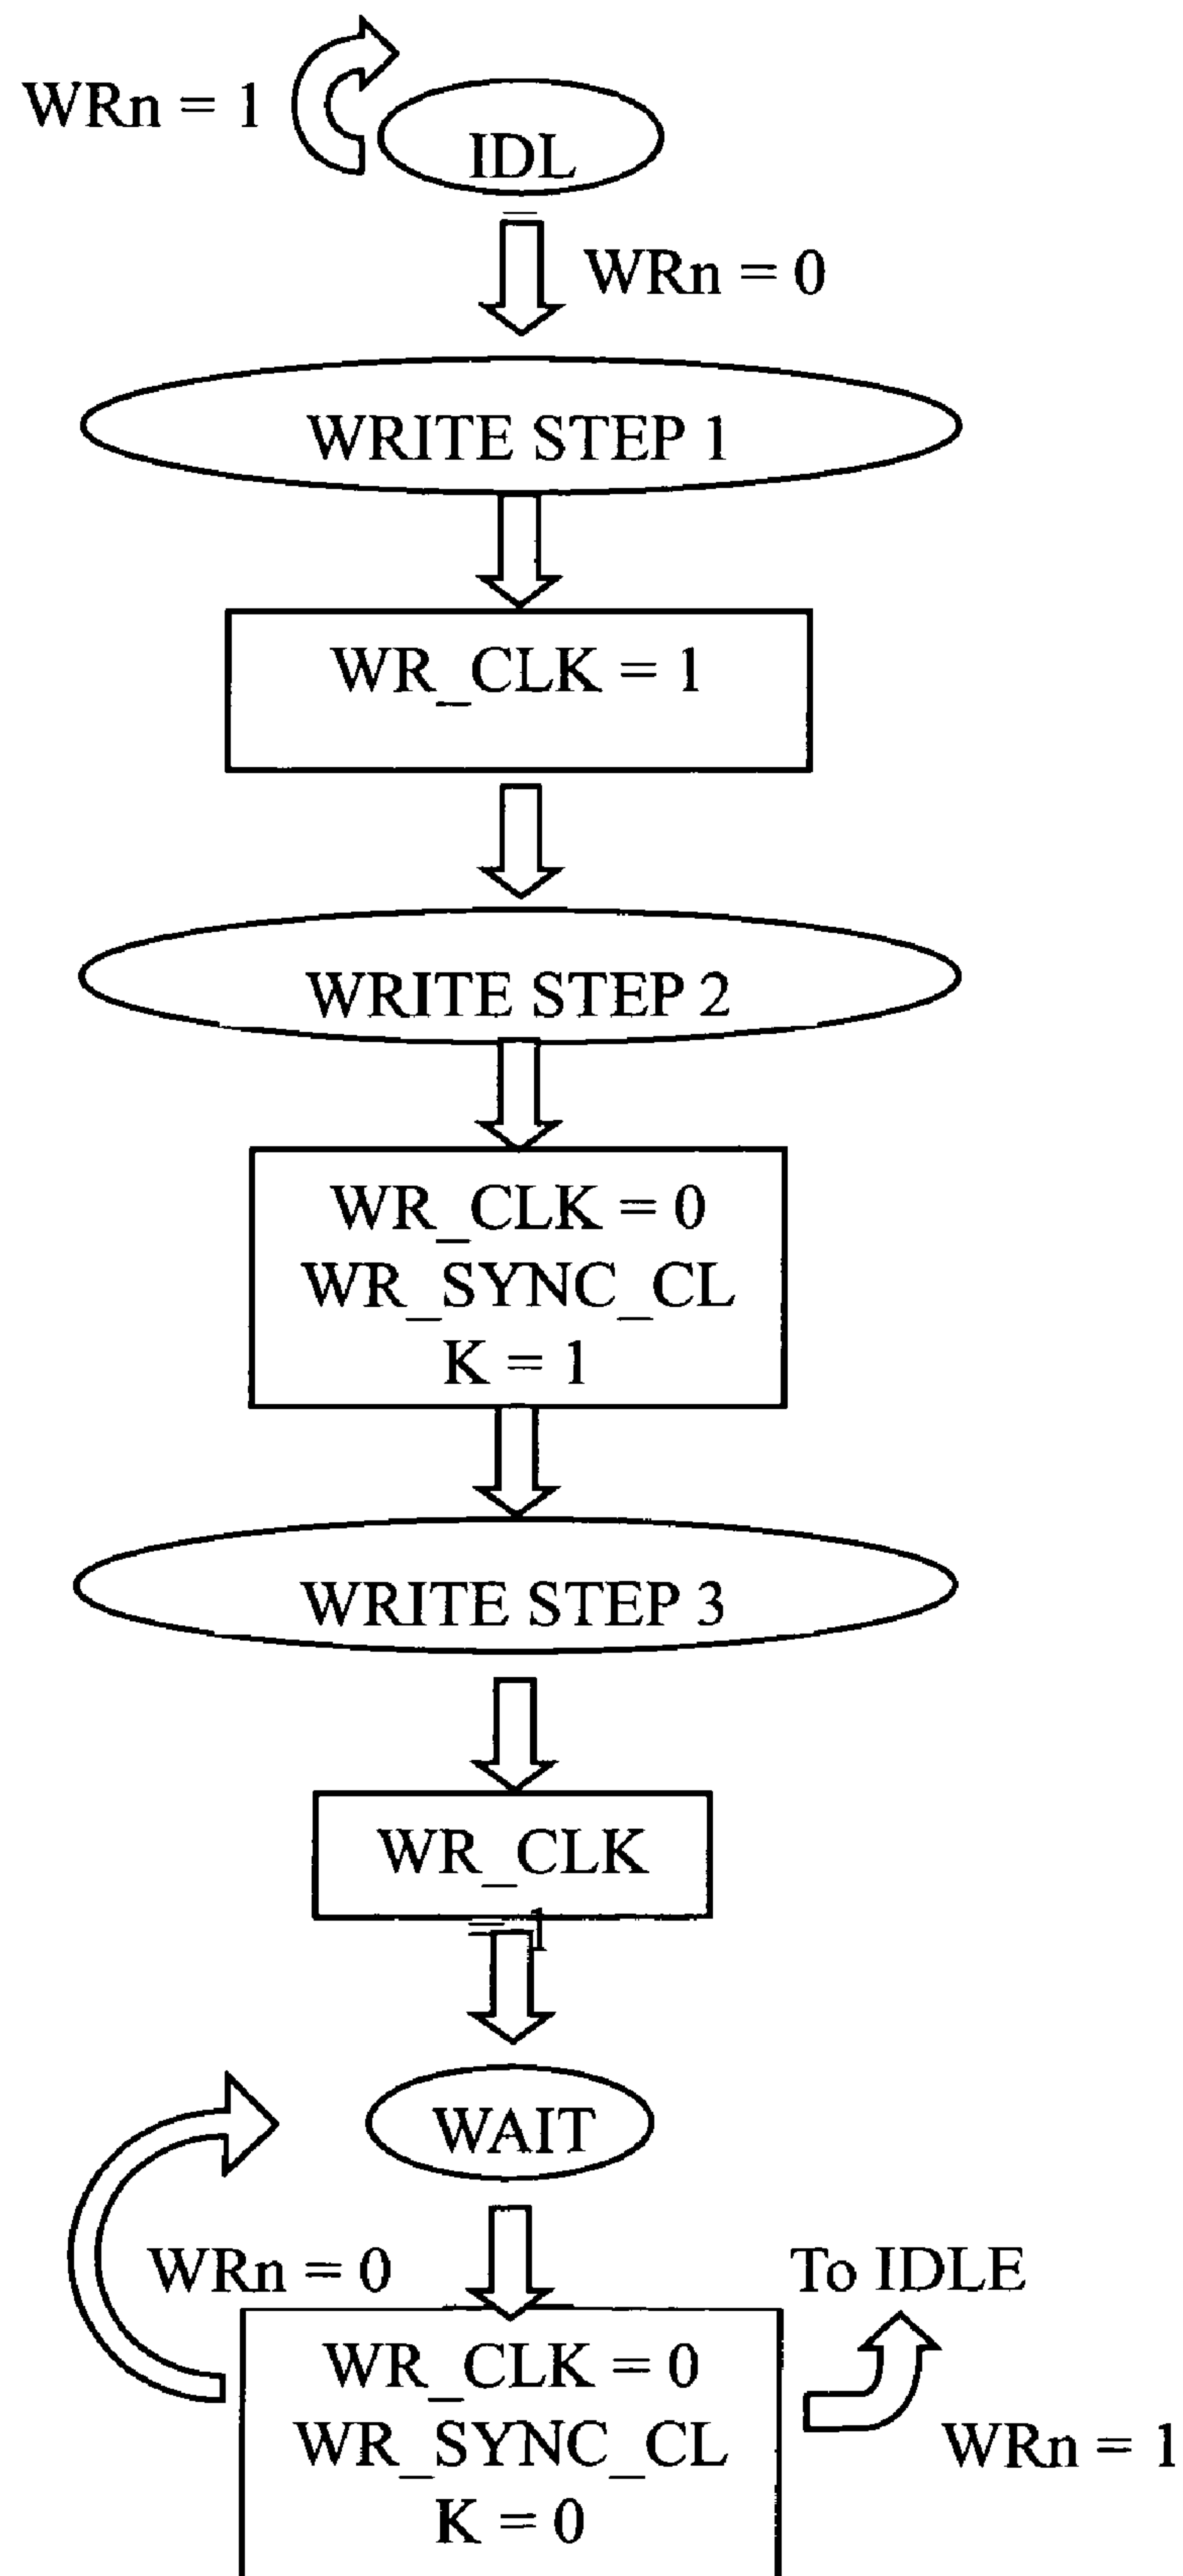 WRn = 1
IDL
WRn = 0
WRITE STEP 1
WR_CLK = 1
WRITE STEP 2
WR_CLK = 0
WR_SYNC_CL
K = 1
WRITE STEP 3
WR_CLK
= 1
WAIT
WRn = 0
To IDLE
WR_CLK = 0
WR_SYNC_CL
K = 0
WRn = 1